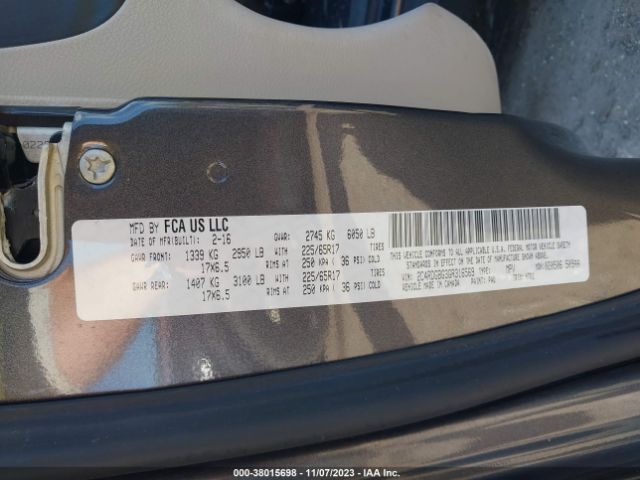 MFD BY FCA US LLC
DATE OF MFR(BUILT): 2-16 GVWR: 2745 KG 6050 LB
GAWR FRONT: 1339 KG 2950 LB WITH 225/65R17 TIRES
17X6.5 RIMS AT 250 KPA( 36 PSI) COLD
GAWR REAR: 1407 KG 3100 LB WITH 225/65R17 TIRES
17X6.5 RIMS AT 250 KPA( 36 PSI) COLD
THIS VEHICLE CONFORMS TO ALL APPLICABLE U.S.A. FEDERAL MOTOR VEHICLE SAFETY
STANDARDS IN EFFECT ON THE DATE OF MANUFACTURE SHOWN ABOVE.
VIN: TYPE: MPV
MADE IN CANADA PAINT: TRIM:
000-38015698 - 11/07/2023 - IAA Inc.